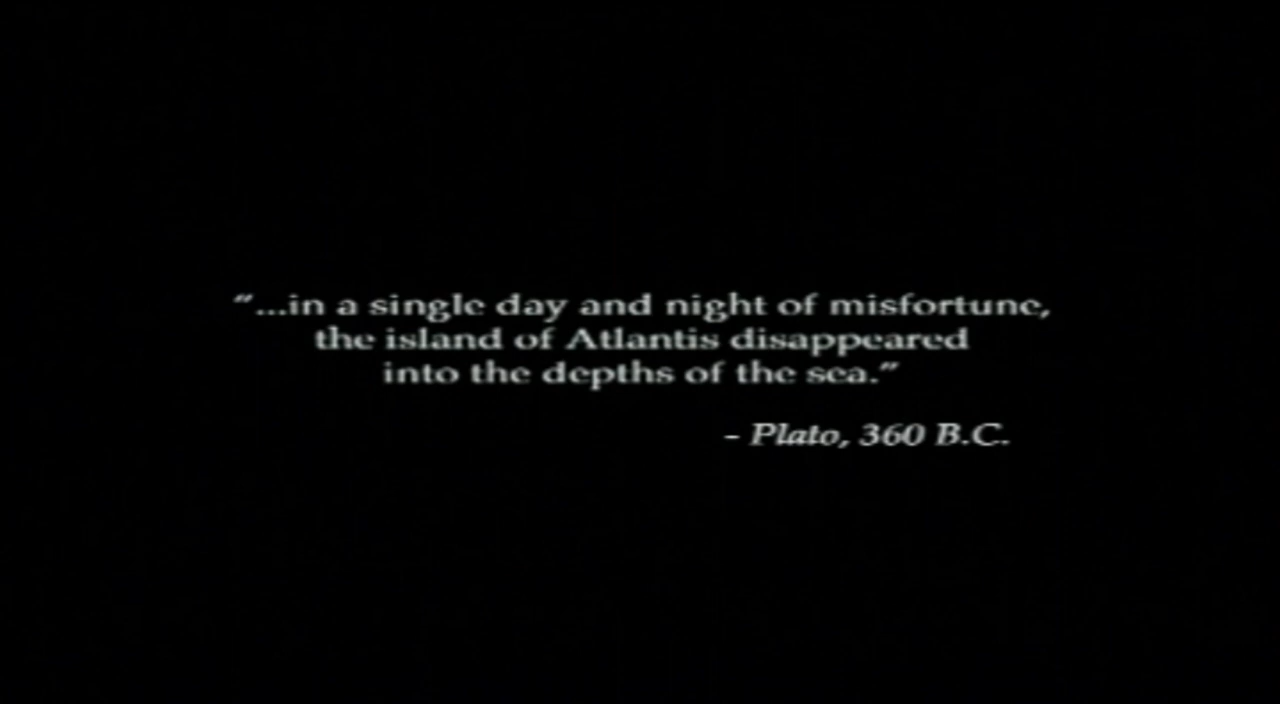 "...in a single day and night of misfortune,
the island of Atlantis disappeared
into the depths of the sea."
- Plato, 360 B.C.